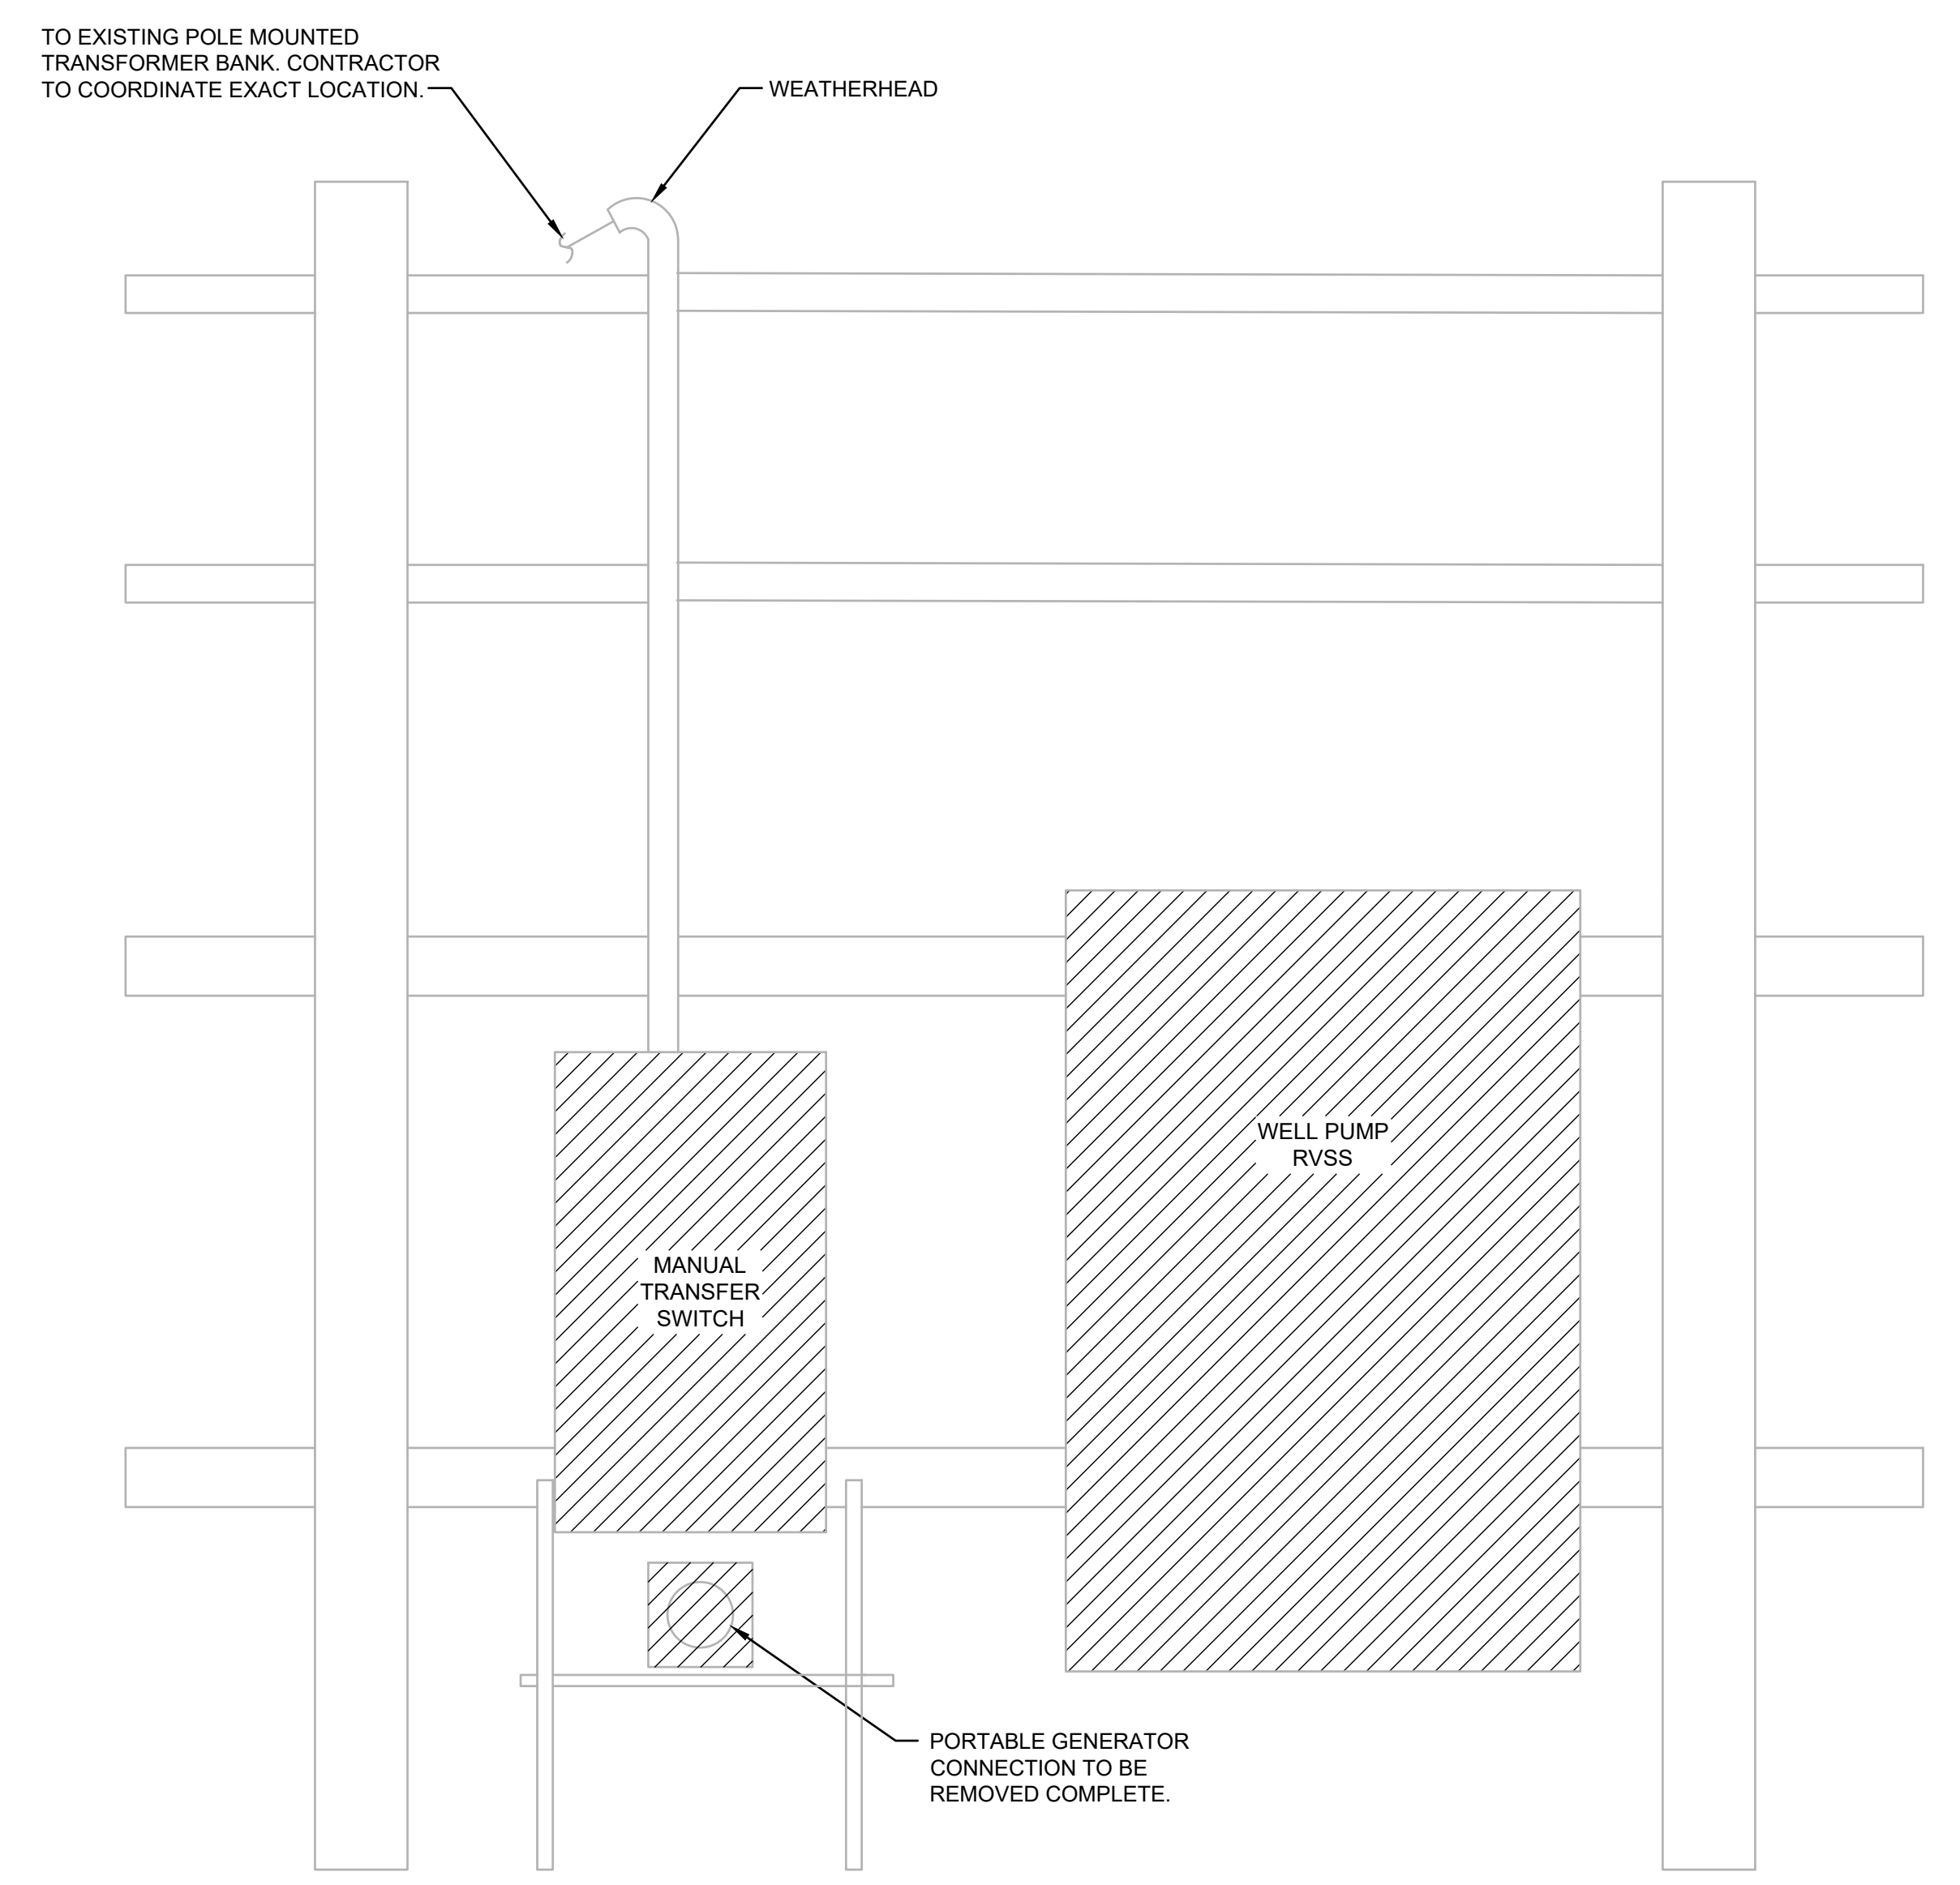 TO EXISTING POLE MOUNTED
TRANSFORMER BANK. CONTRACTOR
TO COORDINATE EXACT LOCATION.
WEATHERHEAD
WELL PUMP
RVSS
MANUAL
TRANSFER
SWITCH
PORTABLE GENERATOR
CONNECTION TO BE
REMOVED COMPLETE.